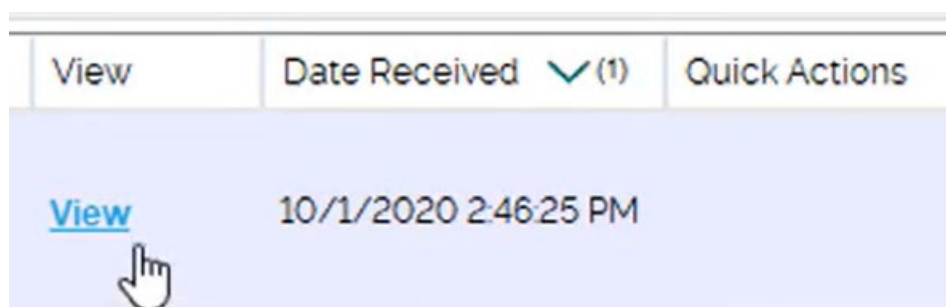 View Date Received (1) Quick Actions
View 10/1/2020 2:46:25 PM